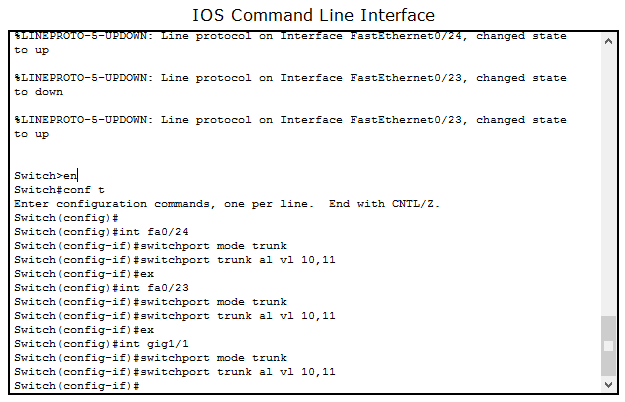 IOS Command Line Interface
%LINEPROTO-5-UPDOWN: Line protocol on Interface FastEthernet0/24, changed state
to up
%LINEPROTO-5-UPDOWN: Line protocol on Interface FastEthernet0/23, changed state
to down
%LINEPROTO-5-UPDOWN: Line protocol on Interface FastEthernet0/23, changed state
to up
Switch>en
Switch#conf t
Enter configuration commands, one per line.  End with CNTL/Z.
Switch(config)#
Switch(config)#int fa0/24
Switch(config-if)#switchport mode trunk
Switch(config-if)#switchport trunk al vl 10,11
Switch(config-if)#ex
Switch(config)#int fa0/23
Switch(config-if)#switchport mode trunk
Switch(config-if)#switchport trunk al vl 10,11
Switch(config-if)#ex
Switch(config)#int gig1/1
Switch(config-if)#switchport mode trunk
Switch(config-if)#switchport trunk al vl 10,11
Switch(config-if)#